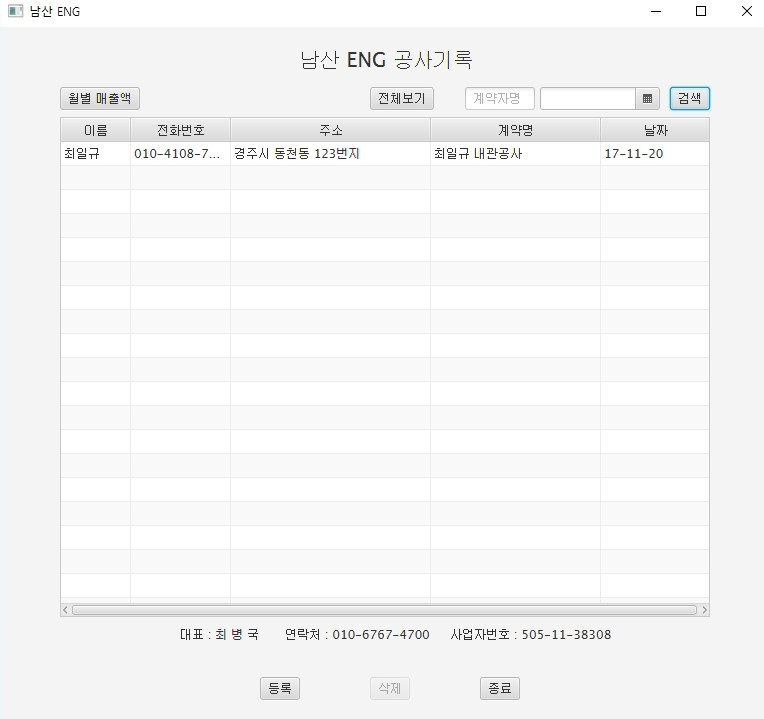 남산 ENG
남산 ENG 공사기록
월별 매출액 전체보기 계약자명 검색
이름 전화번호 주소 계약명 날짜
최일규 010-4108-7... 경주시 동천동 123번지 최일규 내관공사 17-11-20
대표 : 최 병 국 연락처 : 010-6767-4700 사업자번호 : 505-11-38308
등록 삭제 종료